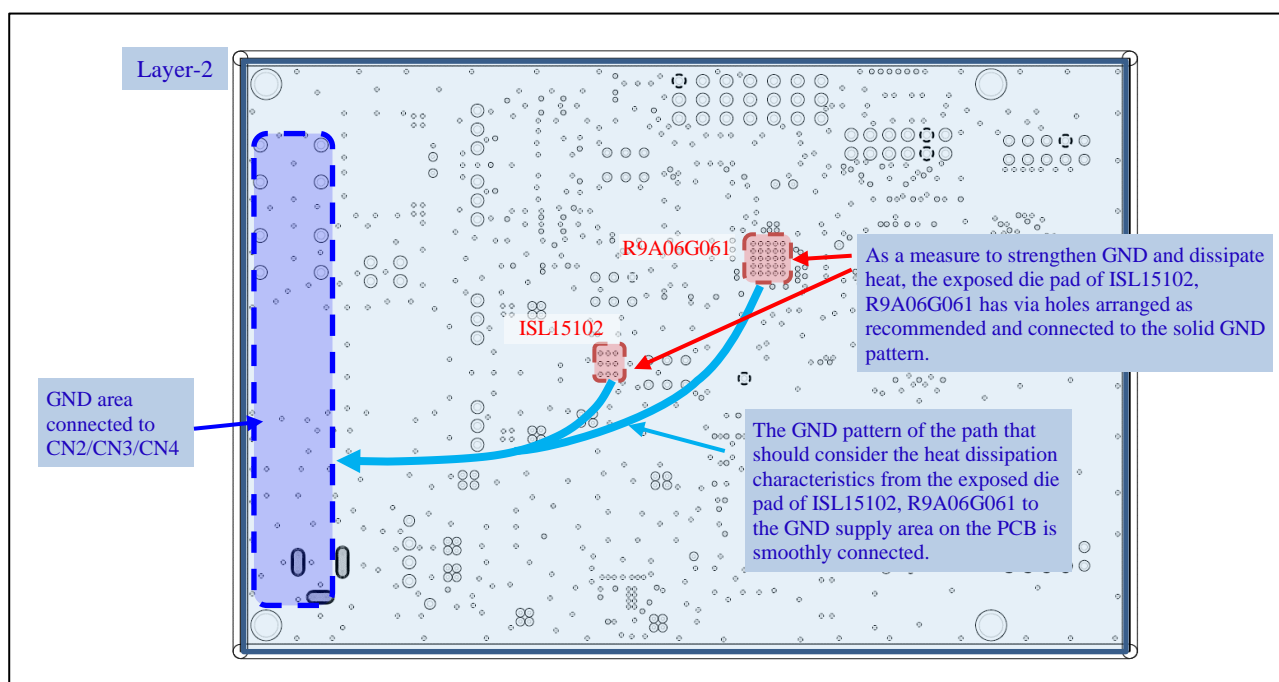 Layer-2
R9A06G061
As a measure to strengthen GND and dissipate
heat, the exposed die pad of ISL15102,
R9A06G061 has via holes arranged as
recommended and connected to the solid GND
pattern.
ISL15102
GND area
connected to
CN2/CN3/CN4
The GND pattern of the path that
should consider the heat dissipation
characteristics from the exposed die
pad of ISL15102, R9A06G061 to
the GND supply area on the PCB is
smoothly connected.